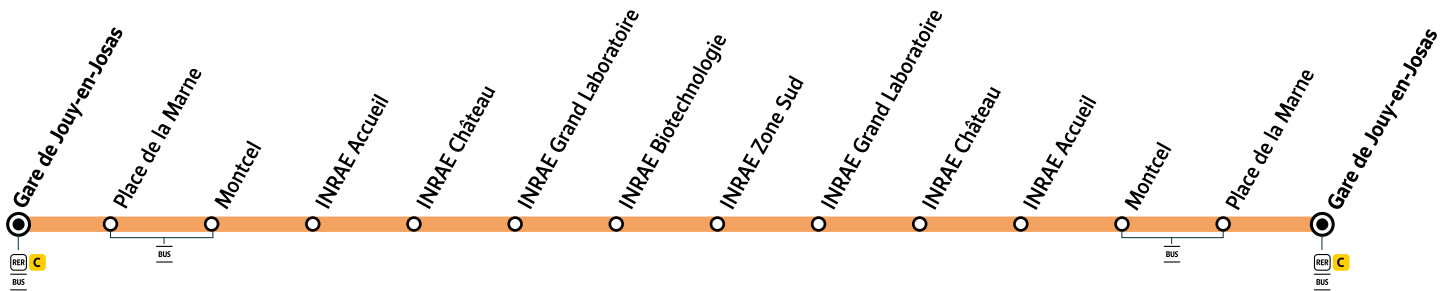 Gare de Jouy-en-Josas
Place de la Marne
Montcel
INRAE Accueil
INRAE Château
INRAE Grand Laboratoire
INRAE Biotechnologie
INRAE Zone Sud
INRAE Grand Laboratoire
INRAE Château
INRAE Accueil
Montcel
Place de la Marne
Gare de Jouy-en-Josas
RER C
BUS
BUS
BUS
RER C
BUS